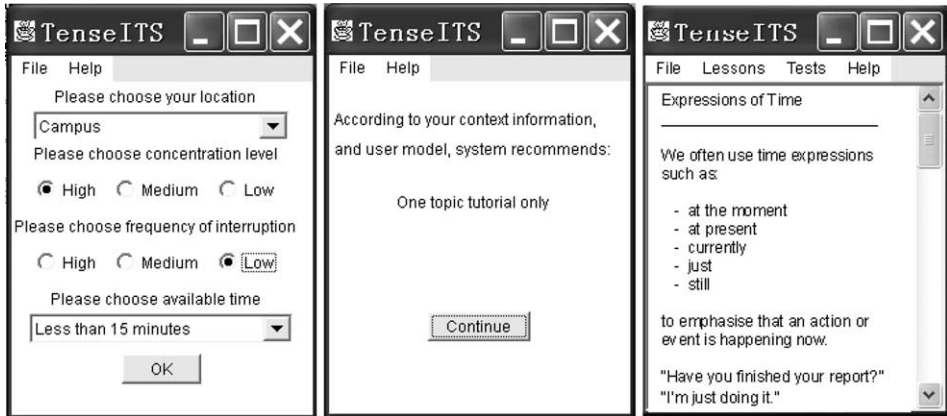 TenseITS
File Help
Please choose your location
Campus
Please choose concentration level
High Medium Low
Please choose frequency of interruption
High Medium Low
Please choose available time
Less than 15 minutes
OK
TenseITS
File Help
According to your context information,
and user model, system recommends:
One topic tutorial only
Continue
TenseITS
File Lessons Tests Help
Expressions of Time
We often use time expressions
such as:
- at the moment
- at present
- currently
- just
- still
to emphasise that an action or
event is happening now.
"Have you finished your report?"
"I'm just doing it."